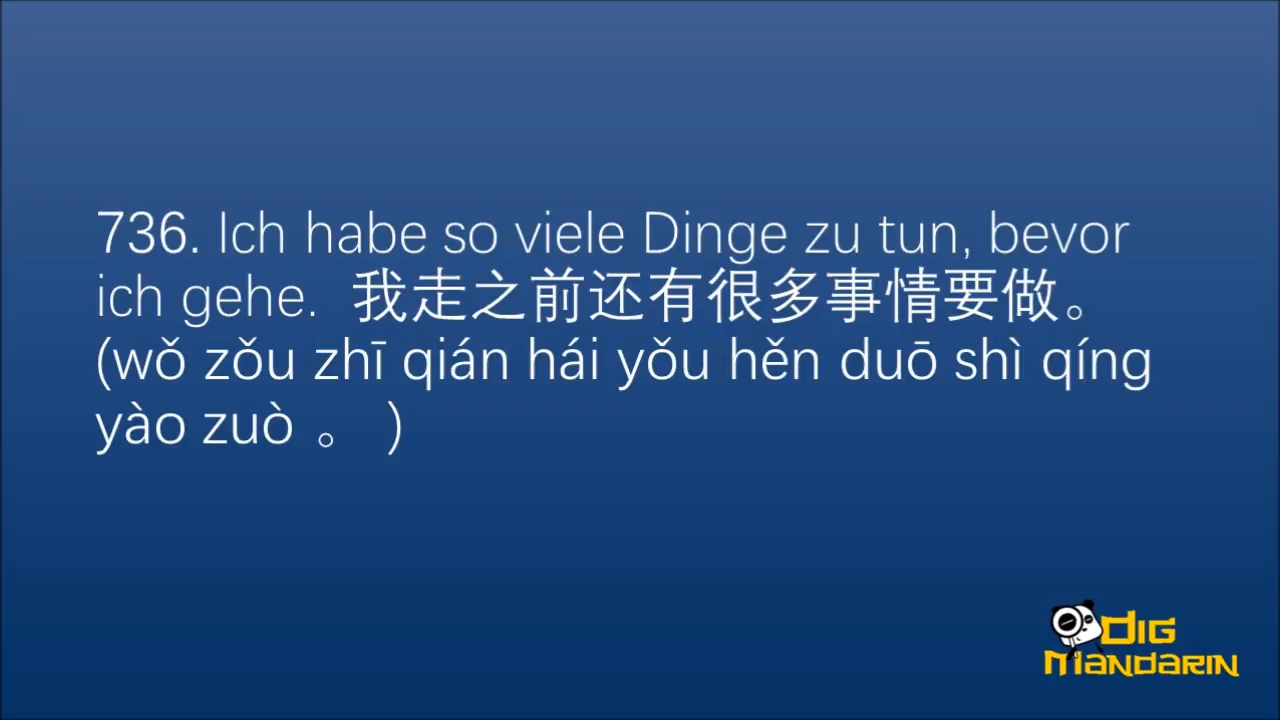 736. Ich habe so viele Dinge zu tun, bevor
ich gehe. 我走之前还有很多事情要做。
(wǒ zǒu zhī qián hái yǒu hěn duō shì qíng
yào zuò 。 )
DIG
MANDARIN